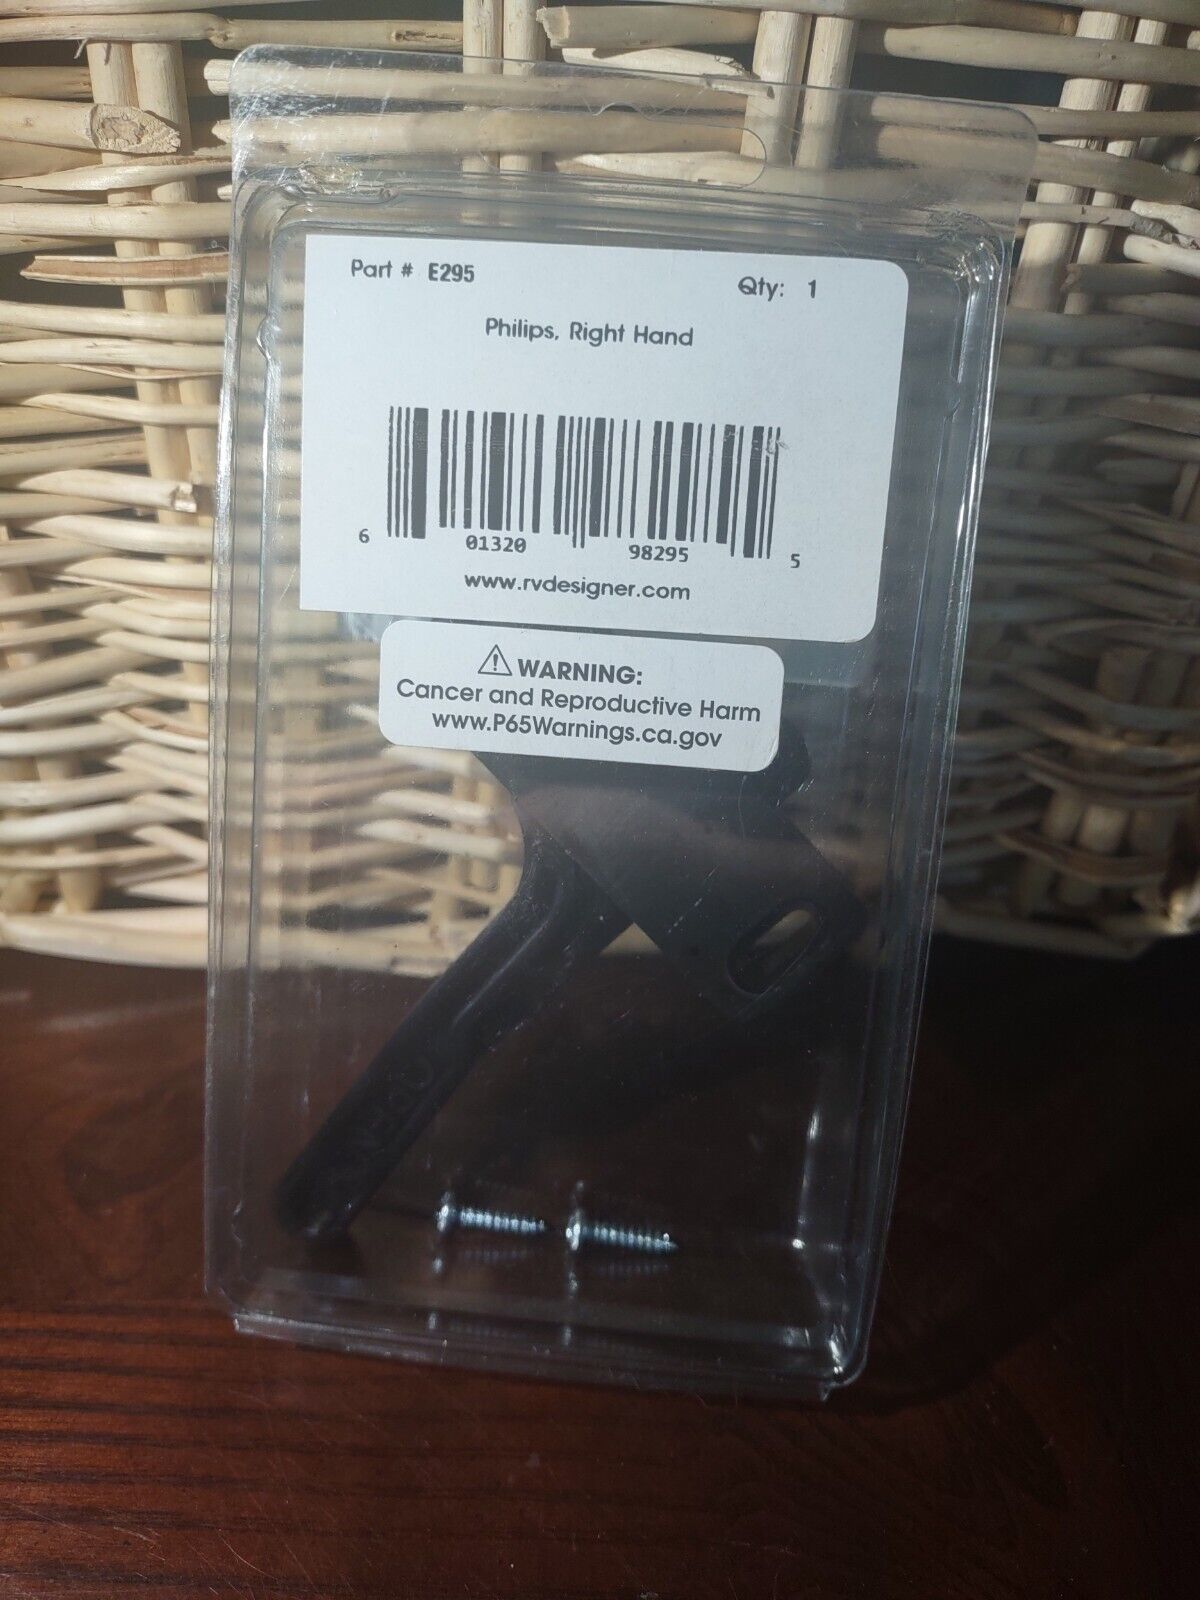 Part # E295 Qty: 1
Philips, Right Hand
6 01320 98295 5
www.rvdesigner.com
⚠ WARNING:
Cancer and Reproductive Harm
www.P65Warnings.ca.gov